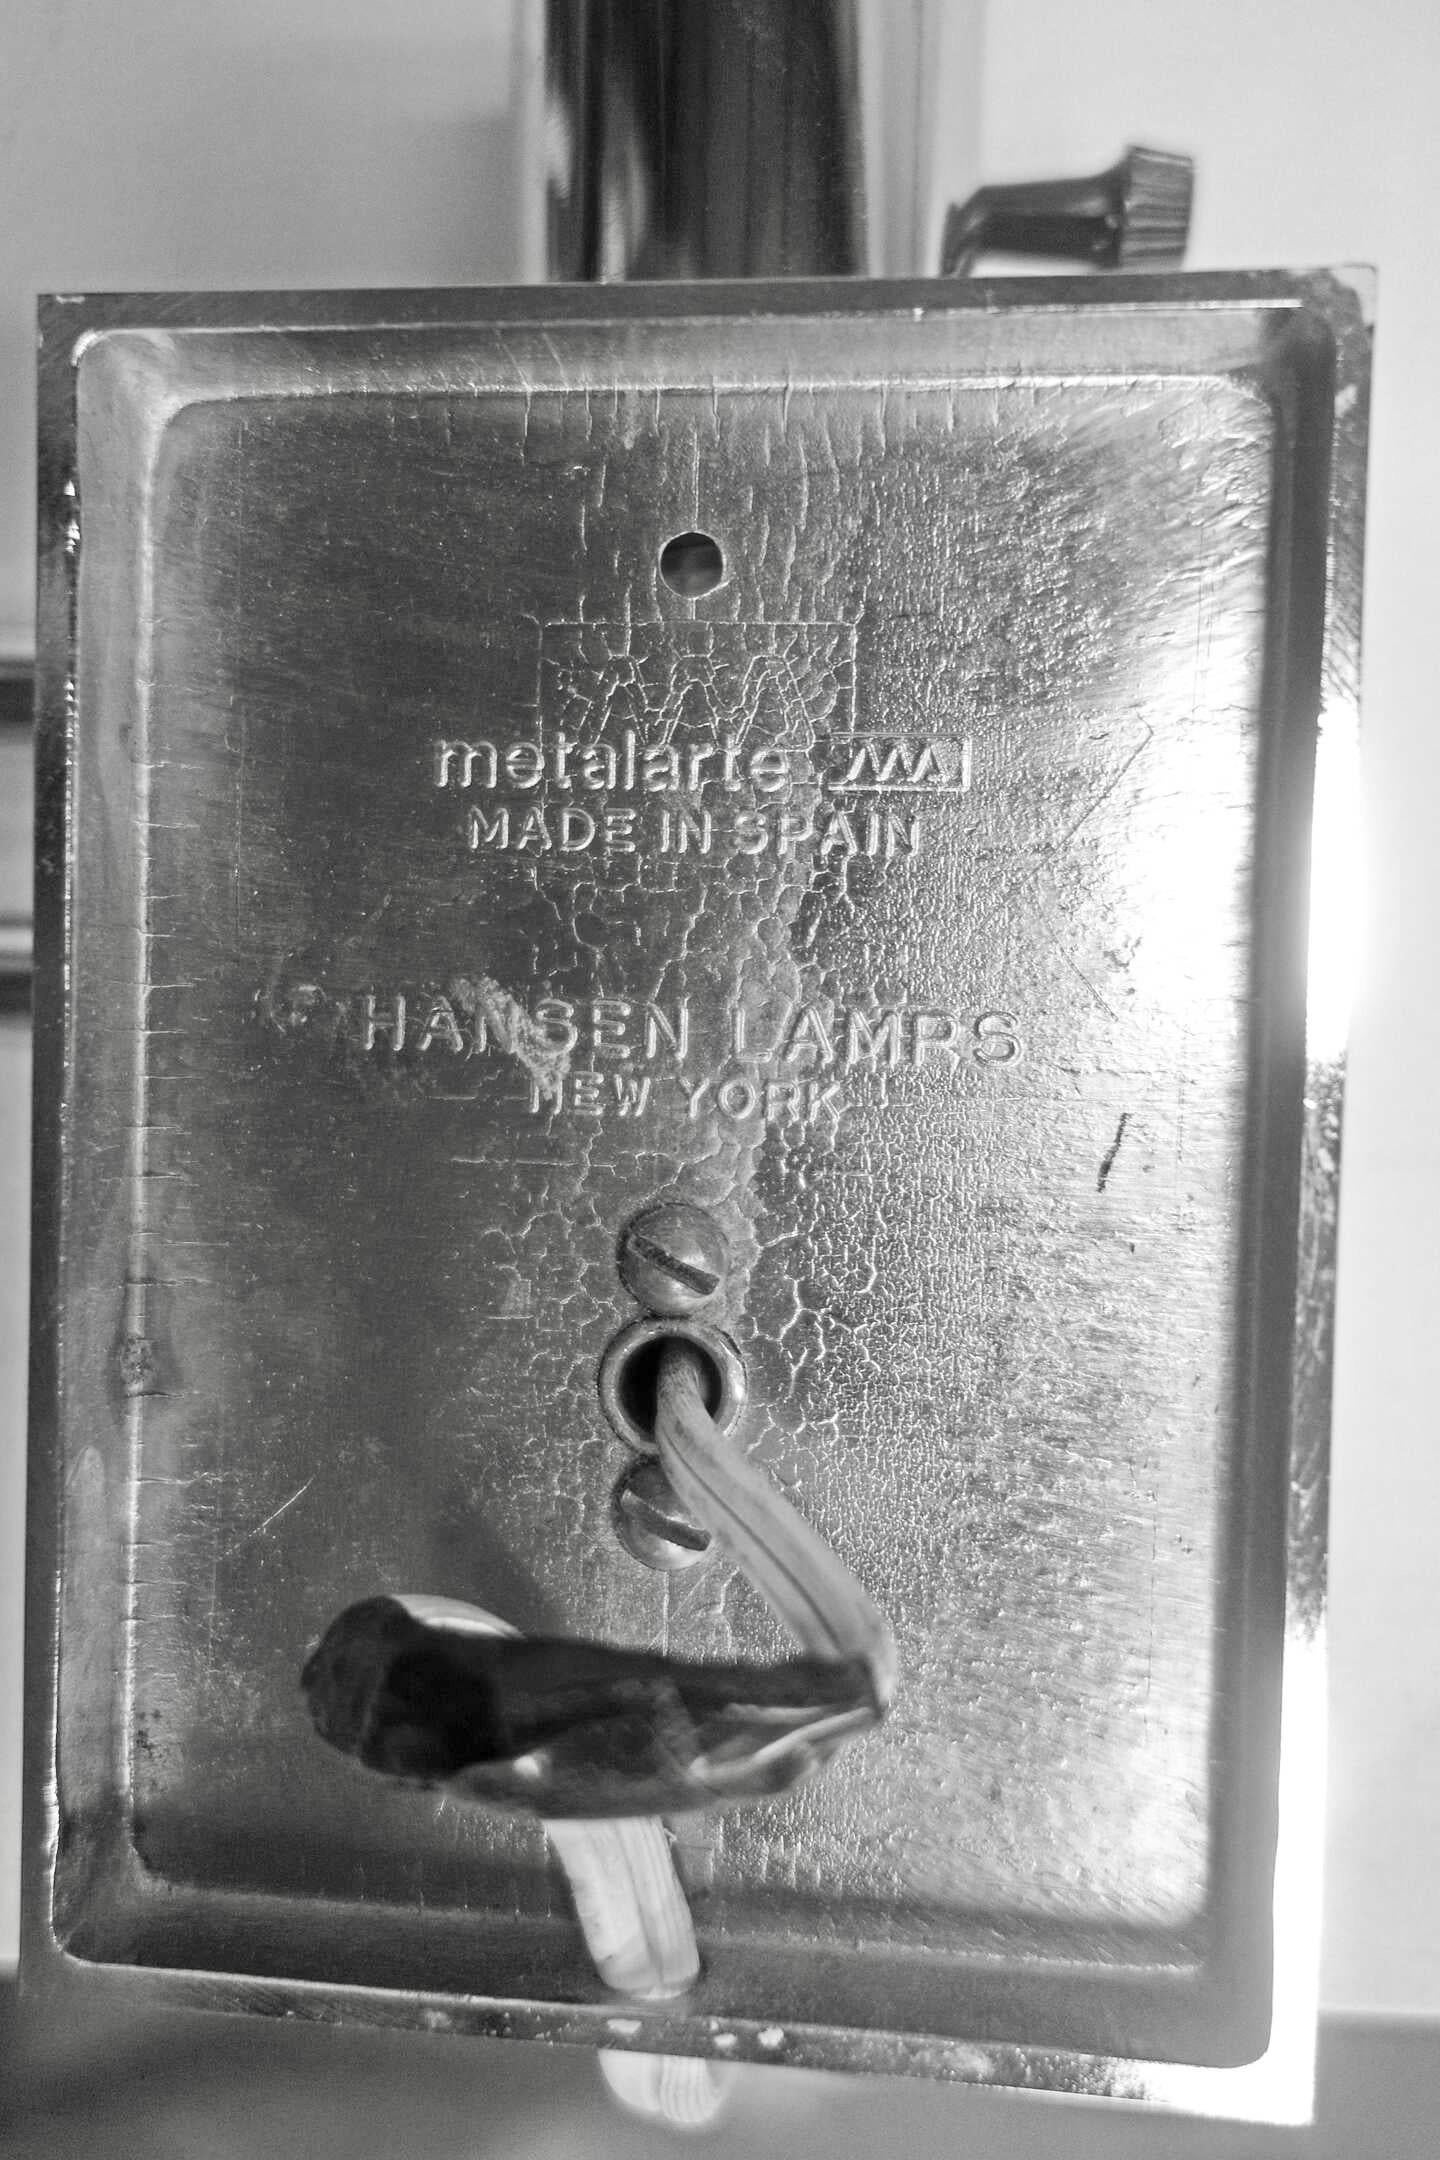 metalarte
MADE IN SPAIN
HANSEN LAMPS
NEW YORK